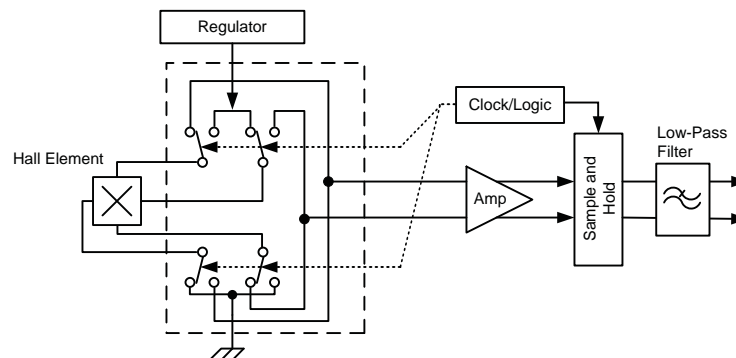 Regulator
Clock/Logic
Low-Pass
Filter
Hall Element
Amp
Sample and
Hold